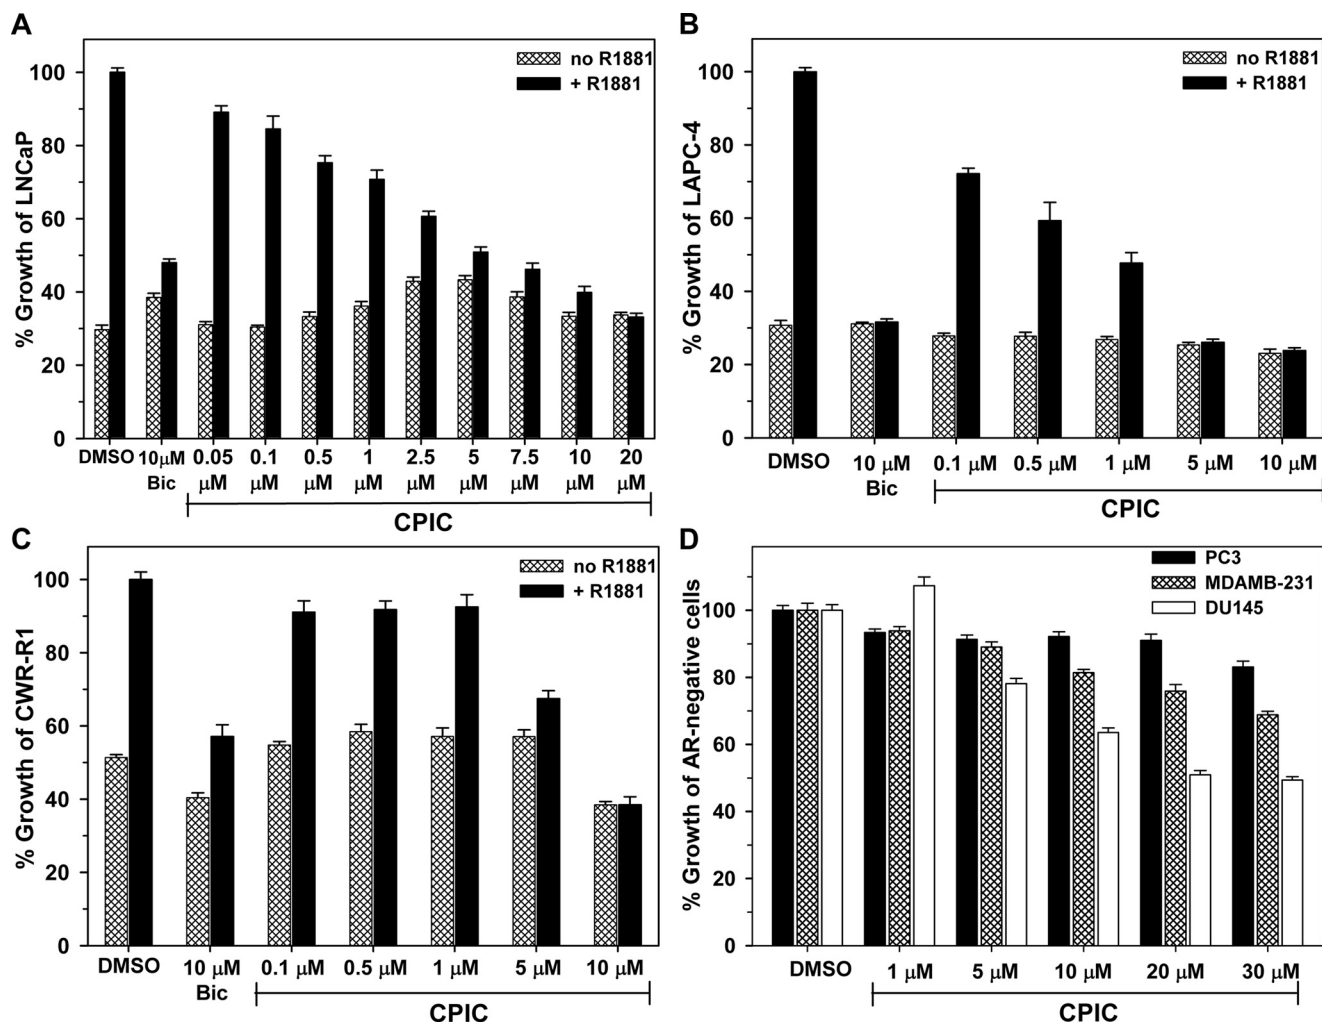 A
% Growth of LNCaP
100
80
60
40
20
0
no R1881
+ R1881
DMSO 10μM 0.05 0.1 0.5 1 2.5 5 7.5 10 20
Bic μM μM μM μM μM μM μM μM μM
CPIC
B
% Growth of LAPC-4
100
80
60
40
20
0
no R1881
+ R1881
DMSO 10 μM 0.1 μM 0.5 μM 1 μM 5 μM 10 μM
Bic
CPIC
C
% Growth of CWR-R1
100
80
60
40
20
0
no R1881
+ R1881
DMSO 10 μM 0.1 μM 0.5 μM 1 μM 5 μM 10 μM
Bic
CPIC
D
% Growth of AR-negative cells
100
80
60
40
20
0
PC3
MDAMB-231
DU145
DMSO 1 μM 5 μM 10 μM 20 μM 30 μM
CPIC